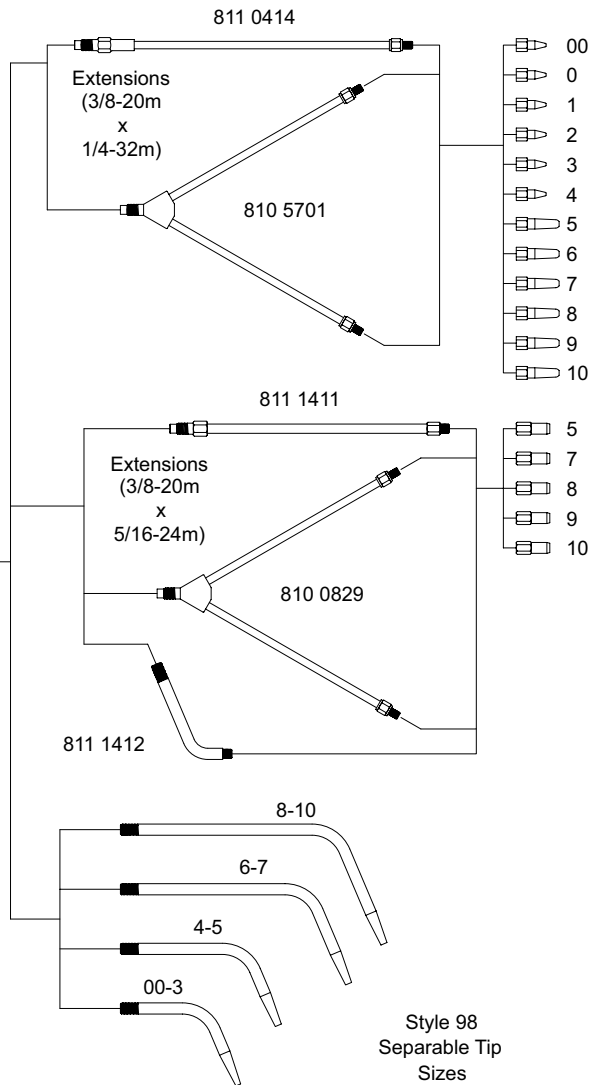 811 0414
Extensions
(3/8-20m
x
1/4-32m)
810 5701
00
0
1
2
3
4
5
6
7
8
9
10
811 1411
Extensions
(3/8-20m
x
5/16-24m)
810 0829
811 1412
5
7
8
9
10
8-10
6-7
4-5
00-3
Style 98
Separable Tip
Sizes